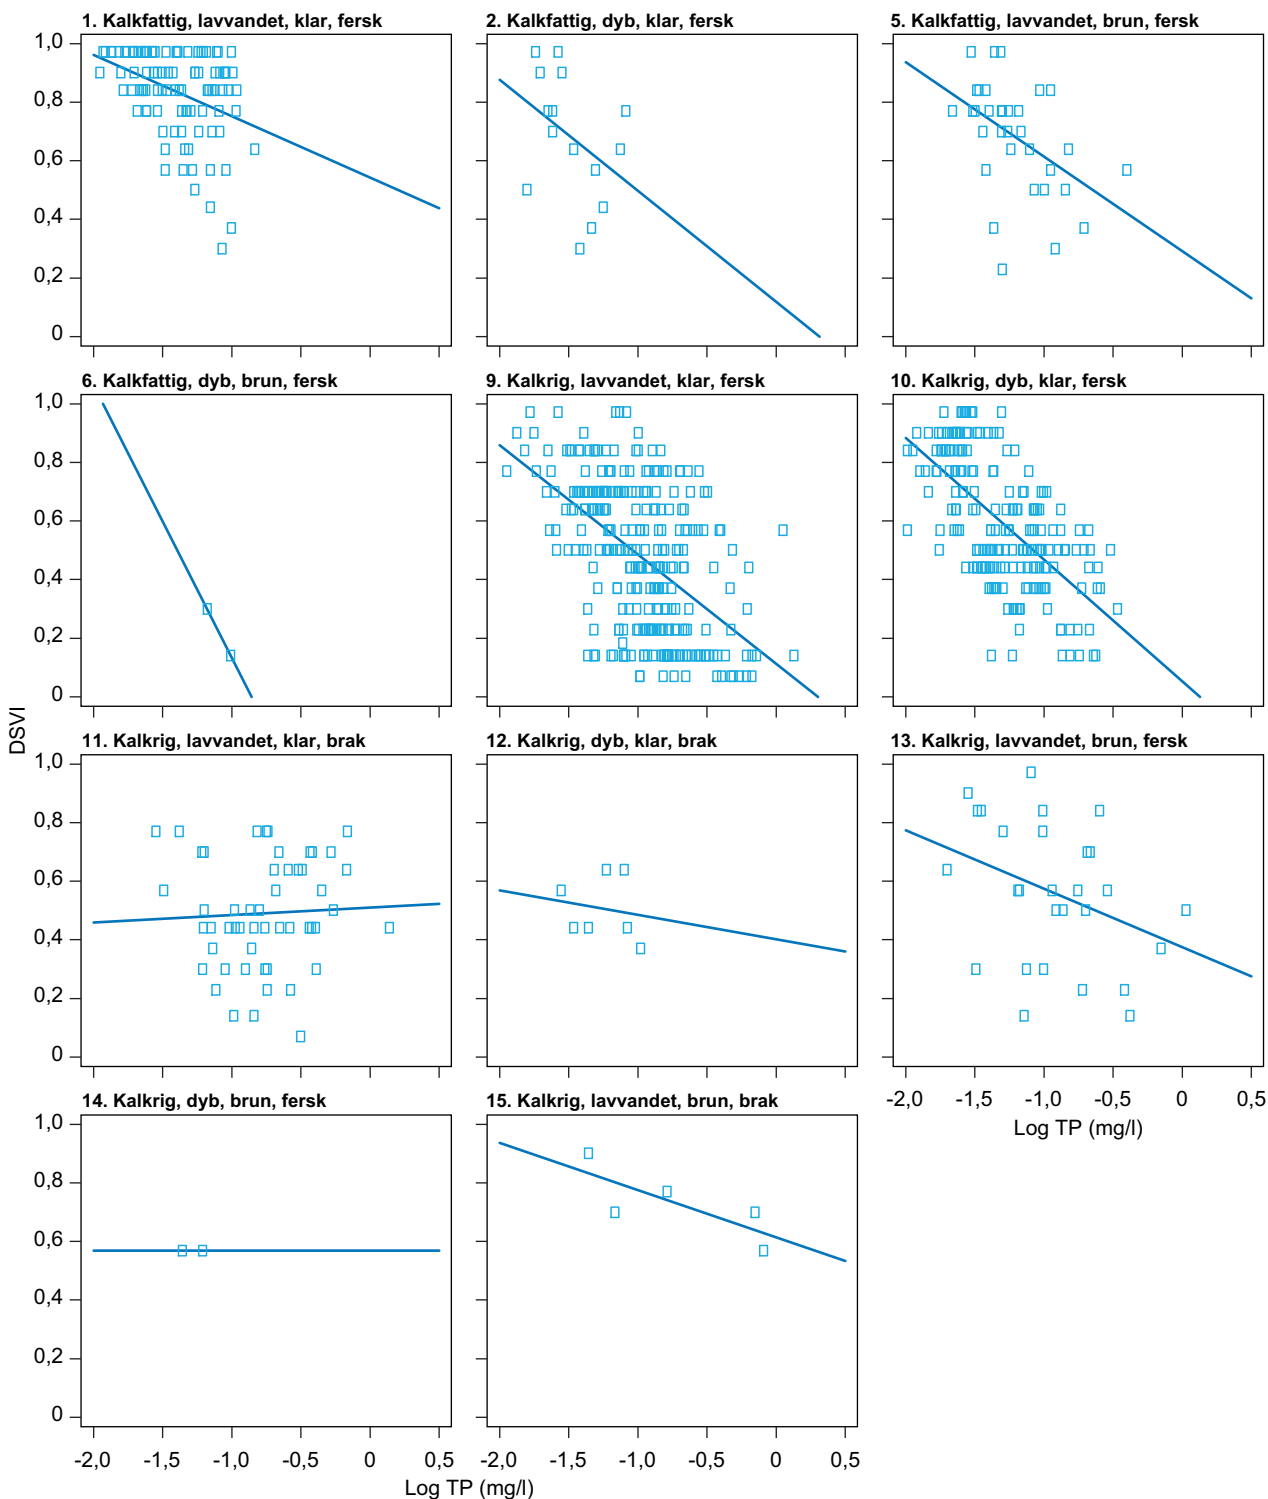 1. Kalkfattig, lavvandet, klar, fersk
2. Kalkfattig, dyb, klar, fersk
5. Kalkfattig, lavvandet, brun, fersk
1,0
0,8
0,6
0,4
0,2
0
6. Kalkfattig, dyb, brun, fersk
9. Kalkrig, lavvandet, klar, fersk
10. Kalkrig, dyb, klar, fersk
1,0
0,8
0,6
0,4
0,2
0
DSVI
11. Kalkrig, lavvandet, klar, brak
12. Kalkrig, dyb, klar, brak
13. Kalkrig, lavvandet, brun, fersk
1,0
0,8
0,6
0,4
0,2
0
-2,0 -1,5 -1,0 -0,5 0 0,5
Log TP (mg/l)
14. Kalkrig, dyb, brun, fersk
15. Kalkrig, lavvandet, brun, brak
1,0
0,8
0,6
0,4
0,2
0
-2,0 -1,5 -1,0 -0,5 0 0,5
-2,0 -1,5 -1,0 -0,5 0 0,5
Log TP (mg/l)